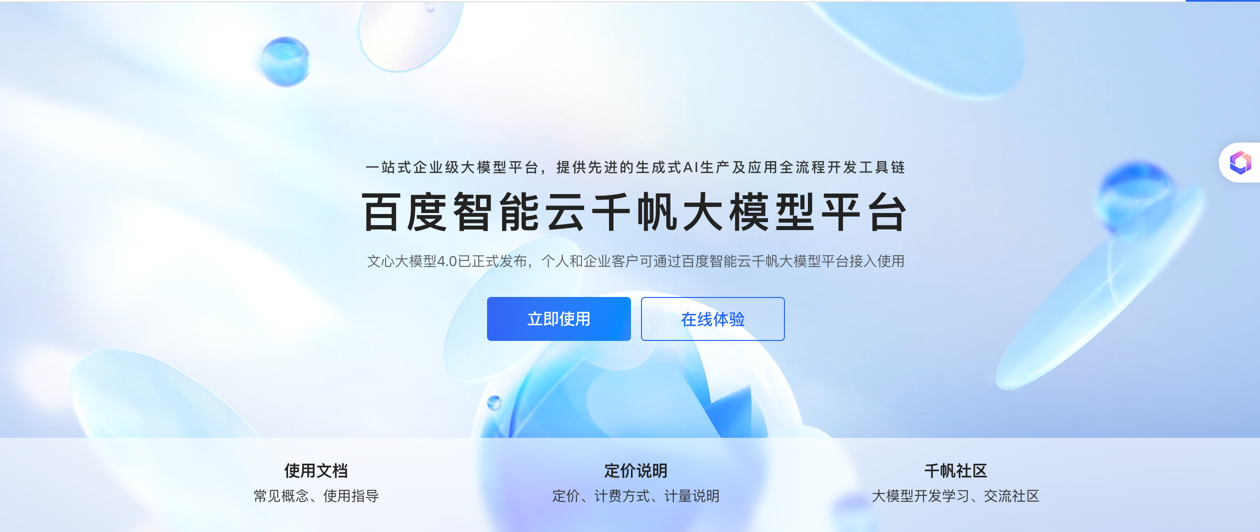 一站式企业级大模型平台，提供先进的生成式AI生产及应用全流程开发工具链
百度智能云千帆大模型平台
文心大模型4.0已正式发布，个人和企业客户可通过百度智能云千帆大模型平台接入使用
立即使用
在线体验
使用文档
常见概念、使用指导
定价说明
定价、计费方式、计量说明
千帆社区
大模型开发学习、交流社区